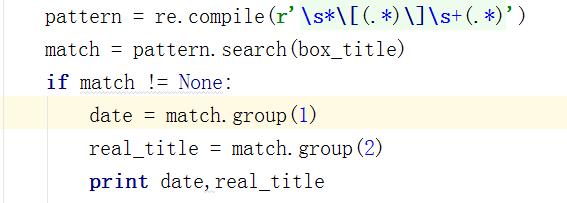 pattern = re.compile(r'\s*\[(.*)\]\s+(.*)')
match = pattern.search(box_title)
if match != None:
date = match.group(1)
real_title = match.group(2)
print date,real_title